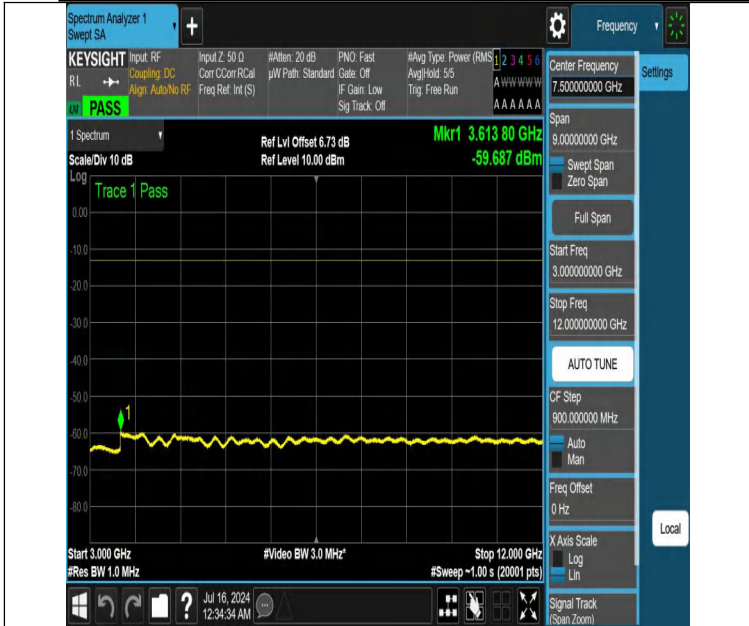 Spectrum Analyzer 1
Swept SA
+
Frequency
KEYSIGHT
RL
PASS
Input: RF
Coupling: DC
Align: Auto/No RF
Input Z: 50 Ω
Corr CCorr RCal
Freq Ref: Int (S)
#Atten: 20 dB
µW Path: Standard
PNO: Fast
Gate: Off
IF Gain: Low
Sig Track: Off
#Avg Type: Power (RMS
Avg|Hold: 5/5
Trig: Free Run
1 2 3 4 5 6
A W W W W W
A A A A A A
1 Spectrum
Scale/Div 10 dB
Ref Lvl Offset 6.73 dB
Ref Level 10.00 dBm
Mkr1 3.613 80 GHz
-59.687 dBm
Log
Trace 1 Pass
0.00
-10.0
-20.0
-30.0
-40.0
-50.0
1
-60.0
-70.0
-80.0
Start 3.000 GHz
#Res BW 1.0 MHz
#Video BW 3.0 MHz*
Stop 12.000 GHz
#Sweep ~1.00 s (20001 pts)
?
Jul 16, 2024
12:34:34 AM
Center Frequency
7.500000000 GHz
Settings
Span
9.00000000 GHz
Swept Span
Zero Span
Full Span
Start Freq
3.000000000 GHz
Stop Freq
12.000000000 GHz
AUTO TUNE
CF Step
900.000000 MHz
Auto
Man
Freq Offset
0 Hz
X Axis Scale
Log
Lin
Local
Signal Track
(Span Zoom)